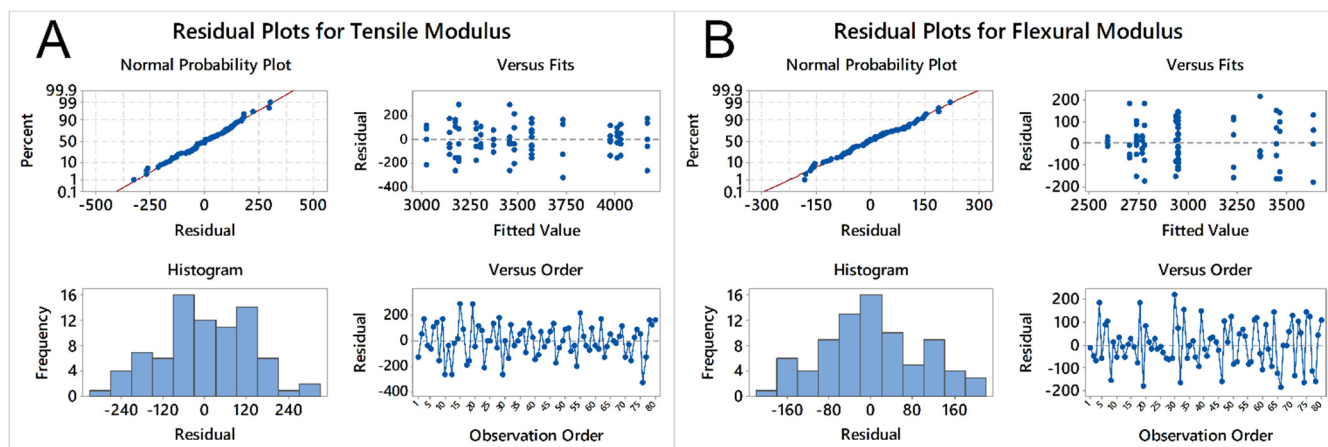 A
Residual Plots for Tensile Modulus
Normal Probability Plot
Percent
99.9
99
90
50
10
1
0.1
-500 -250 0 250 500
Residual
Versus Fits
Residual
200
0
-200
-400
3000 3250 3500 3750 4000
Fitted Value
Histogram
Frequency
16
12
8
4
0
-240 -120 0 120 240
Residual
Versus Order
Residual
200
0
-200
-400
1 5 10 15 20 25 30 35 40 45 50 55 60 65 70 75 80
Observation Order
B
Residual Plots for Flexural Modulus
Normal Probability Plot
Percent
99.9
99
90
50
10
1
0.1
-300 -150 0 150 300
Residual
Versus Fits
Residual
200
100
0
-100
-200
2500 2750 3000 3250 3500
Fitted Value
Histogram
Frequency
16
12
8
4
0
-160 -80 0 80 160
Residual
Versus Order
Residual
200
100
0
-100
-200
1 5 10 15 20 25 30 35 40 45 50 55 60 65 70 75 80
Observation Order